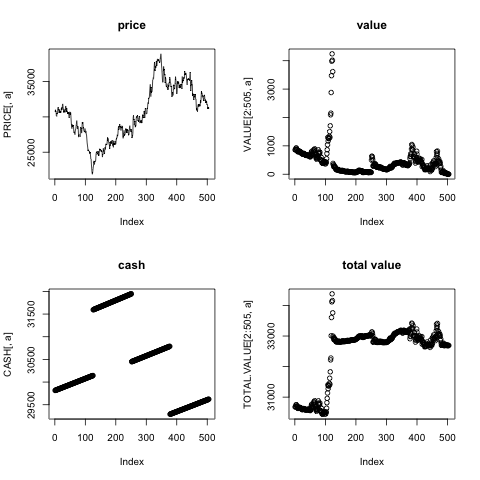 price
PRICE[, a]
25000
35000
0
100
200
300
400
500
Index
value
VALUE[2:505, a]
0
1000
3000
0
100
200
300
400
500
Index
cash
CASH[, a]
29500
30500
31500
0
100
200
300
400
500
Index
total value
TOTAL.VALUE[2:505, a]
31000
33000
0
100
200
300
400
500
Index